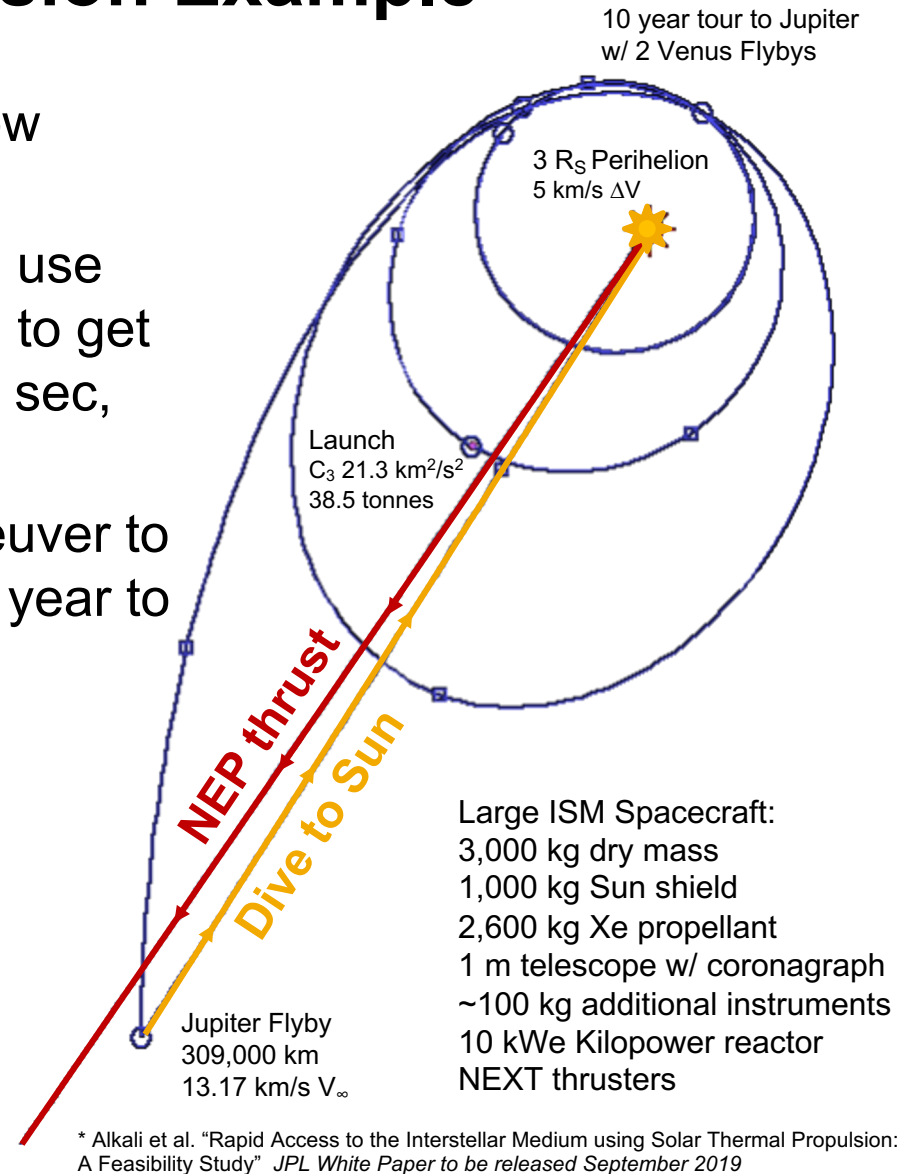 10 year tour to Jupiter
w/ 2 Venus Flybys
use
to get
sec,
year to
3 RS Perihelion
5 km/s ΔV
Launch
C3 21.3 km2/s2
38.5 tonnes
NEP thrust
Dive to Sun
Large ISM Spacecraft:
3,000 kg dry mass
1,000 kg Sun shield
2,600 kg Xe propellant
1 m telescope w/ coronagraph
~100 kg additional instruments
10 kWe Kilopower reactor
NEXT thrusters
Jupiter Flyby
309,000 km
13.17 km/s V∞
* Alkali et al. “Rapid Access to the Interstellar Medium using Solar Thermal Propulsion:
A Feasibility Study” JPL White Paper to be released September 2019